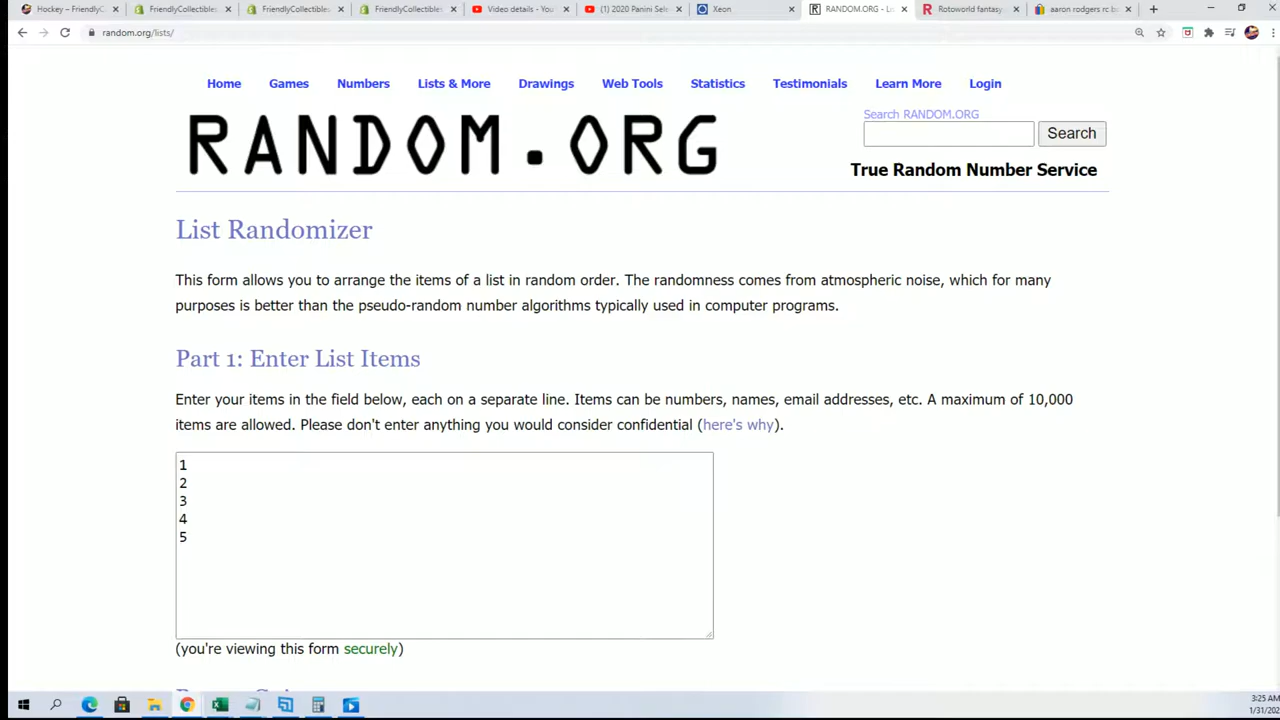 Hockey – FriendlyC
FriendlyCollectibles
FriendlyCollectibles
FriendlyCollectibles
Video details - You
(1) 2020 Panini Sele
Xeon
RANDOM.ORG - Li
Rotoworld fantasy
aaron rodgers rc b
random.org/lists/
Home Games Numbers Lists & More Drawings Web Tools Statistics Testimonials Learn More Login
RANDOM.ORG
Search RANDOM.ORG
Search
True Random Number Service
List Randomizer
This form allows you to arrange the items of a list in random order. The randomness comes from atmospheric noise, which for many
purposes is better than the pseudo-random number algorithms typically used in computer programs.
Part 1: Enter List Items
Enter your items in the field below, each on a separate line. Items can be numbers, names, email addresses, etc. A maximum of 10,000
items are allowed. Please don't enter anything you would consider confidential (here's why).
1
2
3
4
5
(you're viewing this form securely)
3:25 AM
1/31/202